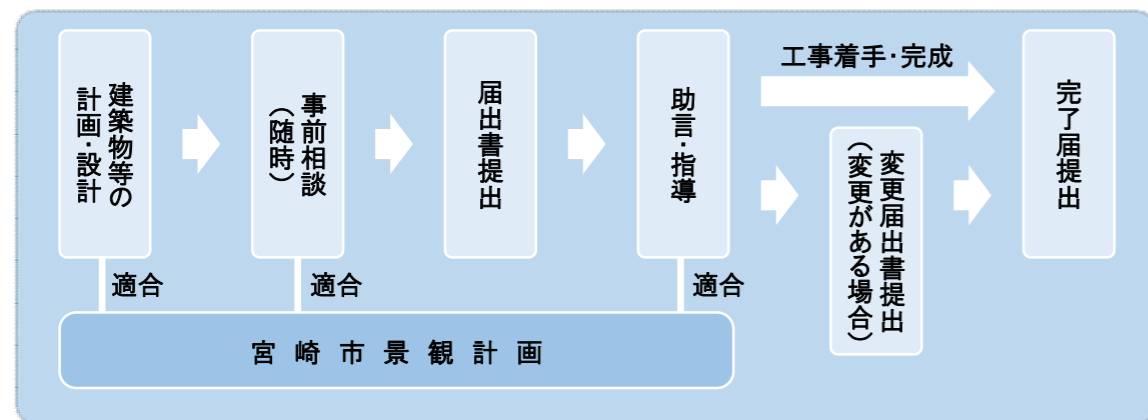 建築物等の
計画・設計
事前相談
(随時)
届出書提出
助言・指導
工事着手・完成
変更届出書提出
(変更がある場合)
完了届提出
適合
適合
適合
宮崎市景観計画